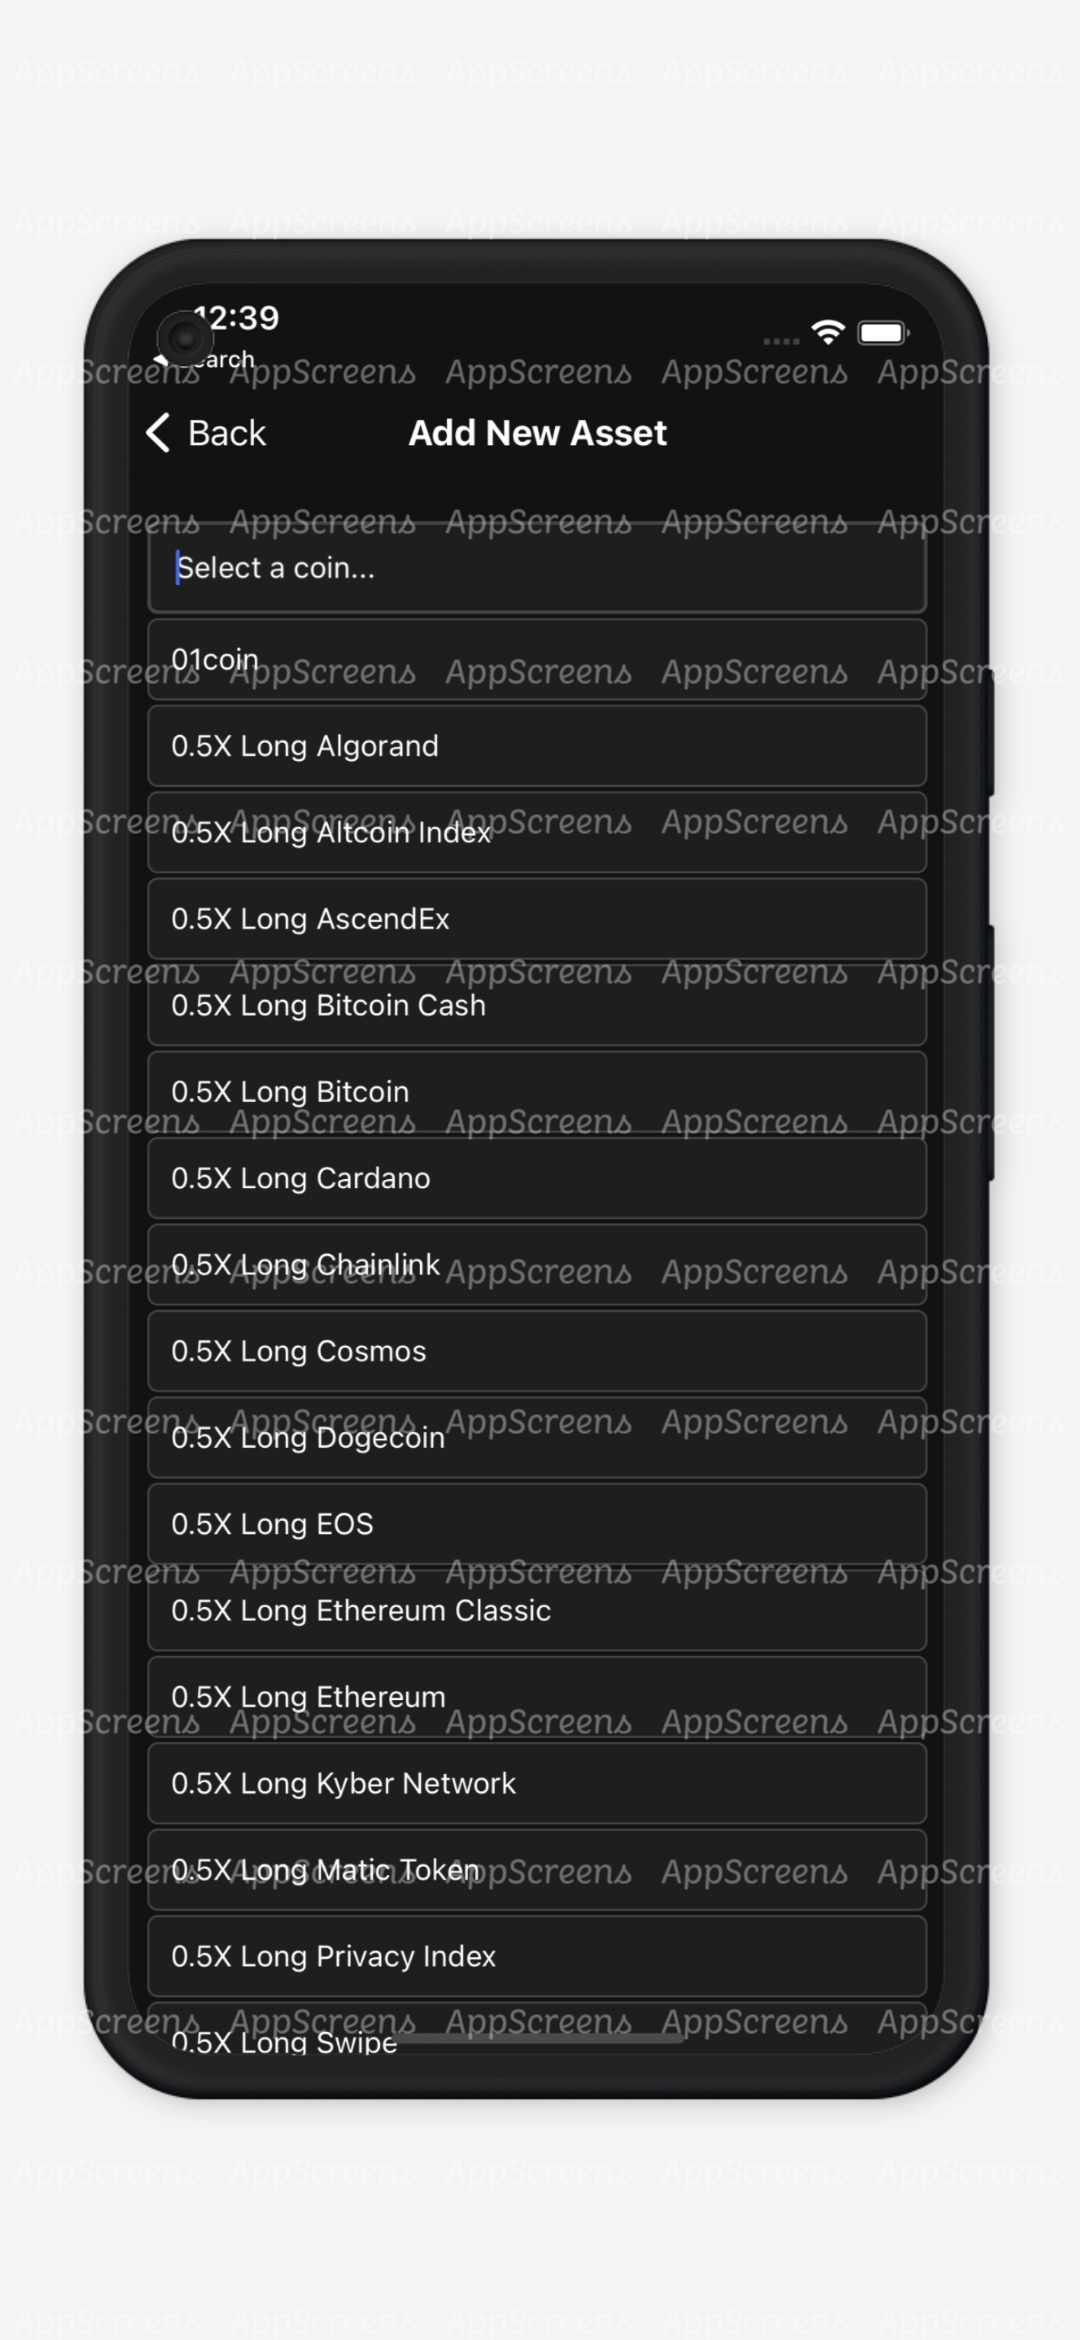 AppScreens AppScreens AppScreens AppScreens AppScreens
AppScreens AppScreens AppScreens AppScreens AppScreens
12:39
AppScreens AppScreens AppScreens AppScreens AppScreens
Back
Add New Asset
AppScreens AppScreens AppScreens AppScreens AppScreens
Select a coin...
01coin
AppScreens AppScreens AppScreens AppScreens AppScreens
0.5X Long Algorand
AppScreens AppScreens AppScreens AppScreens AppScreens
0.5X Long Altcoin Index
0.5X Long AscendEx
AppScreens AppScreens AppScreens AppScreens AppScreens
0.5X Long Bitcoin Cash
0.5X Long Bitcoin
AppScreens AppScreens AppScreens AppScreens AppScreens
0.5X Long Cardano
0.5X Long Chainlink
AppScreens AppScreens AppScreens AppScreens AppScreens
0.5X Long Cosmos
AppScreens AppScreens AppScreens AppScreens AppScreens
0.5X Long Dogecoin
0.5X Long EOS
AppScreens AppScreens AppScreens AppScreens AppScreens
0.5X Long Ethereum Classic
0.5X Long Ethereum
AppScreens AppScreens AppScreens AppScreens AppScreens
0.5X Long Kyber Network
0.5X Long Matic Token
AppScreens AppScreens AppScreens AppScreens AppScreens
0.5X Long Privacy Index
AppScreens AppScreens AppScreens AppScreens AppScreens
0.5X Long Swipe
AppScreens AppScreens AppScreens AppScreens AppScreens
AppScreens AppScreens AppScreens AppScreens AppScreens